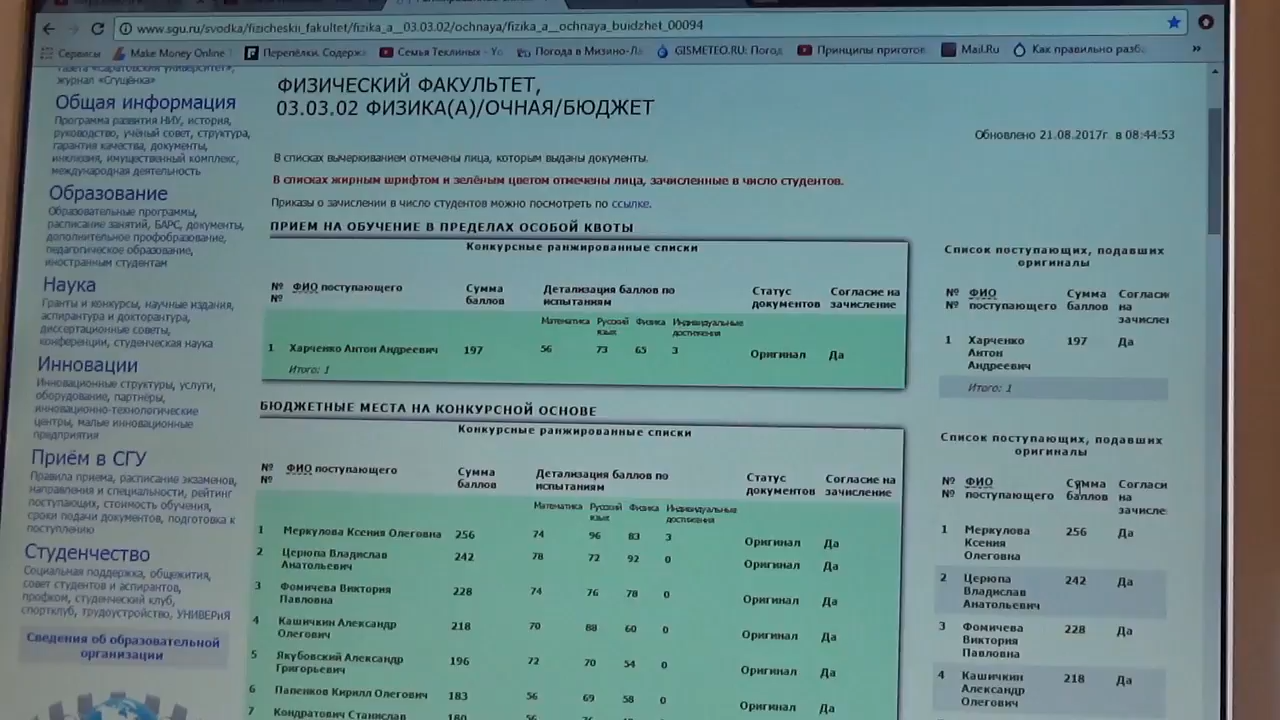 www.sgu.ru/svodka/fizicheskii_fakultet/fizika_a__03.03.02/ochnaya/fizika_a__ochnaya_buidzhet_00094
Сервисы Make Money Online Перепёлки. Содержа Семья Теклиных - Yo Погода в Мизино-Ла GISMETEO.RU: Погод Принципы приготов Mail.Ru Как правильно разб »
газета «Саратовский университет»,
журнал «Сгущёнка»
Общая информация
Программа развития НИУ, история,
руководство, учёный совет, структура,
гарантия качества, документы,
инклюзия, имущественный комплекс,
международная деятельность
Образование
Образовательные программы,
расписание занятий, БАРС, документы,
дополнительное профобразование,
педагогическое образование,
иностранным студентам
Наука
Гранты и конкурсы, научные издания,
аспирантура и докторантура,
диссертационные советы,
конференции, студенческая наука
Инновации
Инновационные структуры, услуги,
оборудование, партнёры,
инновационно-технологические
центры, малые инновационные
предприятия
Приём в СГУ
Правила приема, расписание экзаменов,
направления и специальности, рейтинг
поступающих, стоимость обучения,
сроки подачи документов, подготовка к
поступлению
Студенчество
Социальная поддержка, общежития,
совет студентов и аспирантов,
профком, студенческий клуб,
спортклуб, трудоустройство, УНИВЕРиЯ
Сведения об образовательной
организации
ФИЗИЧЕСКИЙ ФАКУЛЬТЕТ,
03.03.02 ФИЗИКА(А)/ОЧНАЯ/БЮДЖЕТ
Обновлено 21.08.2017г. в 08:44:53
В списках вычеркиванием отмечены лица, которым выданы документы.
В списках жирным шрифтом и зелёным цветом отмечены лица, зачисленные в число студентов.
Приказы о зачислении в число студентов можно посмотреть по ссылке.
ПРИЕМ НА ОБУЧЕНИЕ В ПРЕДЕЛАХ ОСОБОЙ КВОТЫ
Конкурсные ранжированные списки
№ ФИО поступающего Сумма Детализация баллов по Статус Согласие на
№ баллов испытаниям документов зачисление
Математика Русский Физика Индивидуальные
язык достижения
1 Харченко Антон Андреевич 197 56 73 65 3 Оригинал Да
Итого: 1
Список поступающих, подавших
оригиналы
№ ФИО Сумма Согласи
№ поступающего баллов на
зачисле
1 Харченко 197 Да
Антон
Андреевич
Итого: 1
БЮДЖЕТНЫЕ МЕСТА НА КОНКУРСНОЙ ОСНОВЕ
Конкурсные ранжированные списки
№ ФИО поступающего Сумма Детализация баллов по Статус Согласие на
№ баллов испытаниям документов зачисление
Математика Русский Физика Индивидуальные
язык достижения
1 Меркулова Ксения Олеговна 256 74 96 83 3 Оригинал Да
2 Церюпа Владислав 242 78 72 92 0 Оригинал Да
Анатольевич
3 Фомичева Виктория 228 74 76 78 0 Оригинал Да
Павловна
4 Кашичкин Александр 218 70 88 60 0 Оригинал Да
Олегович
5 Якубовский Александр 196 72 70 54 0 Оригинал Да
Григорьевич
6 Папенков Кирилл Олегович 183 56 69 58 0 Оригинал Да
7 Кондратович Станислав 180 56
Список поступающих, подавших
оригиналы
№ ФИО Сумма Согласи
№ поступающего баллов на
зачисле
1 Меркулова 256 Да
Ксения
Олеговна
2 Церюпа 242 Да
Владислав
Анатольевич
3 Фомичева 228 Да
Виктория
Павловна
4 Кашичкин 218 Да
Александр
Олегович